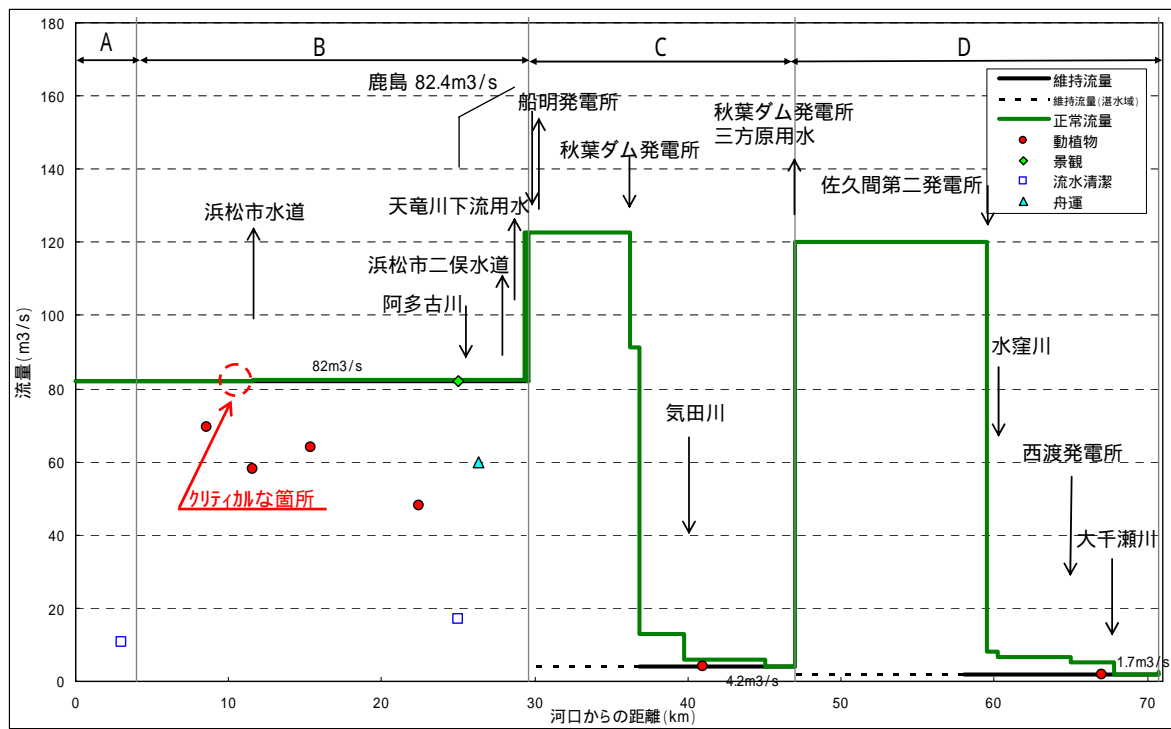 A
B
C
D
180
160
140
120
100
80
60
40
20
0
流量(m3/s)
鹿島 82.4m3/s
船明発電所
秋葉ダム発電所
秋葉ダム発電所
三方原用水
佐久間第二発電所
浜松市水道
天竜川下流用水
浜松市二俣水道
阿多古川
82m3/s
クリティカルな箇所
気田川
水窪川
西渡発電所
大千瀬川
4.2m3/s
1.7m3/s
維持流量
維持流量(湛水域)
正常流量
動植物
景観
流水清潔
舟運
0 10 20 30 40 50 60 70
河口からの距離(km)